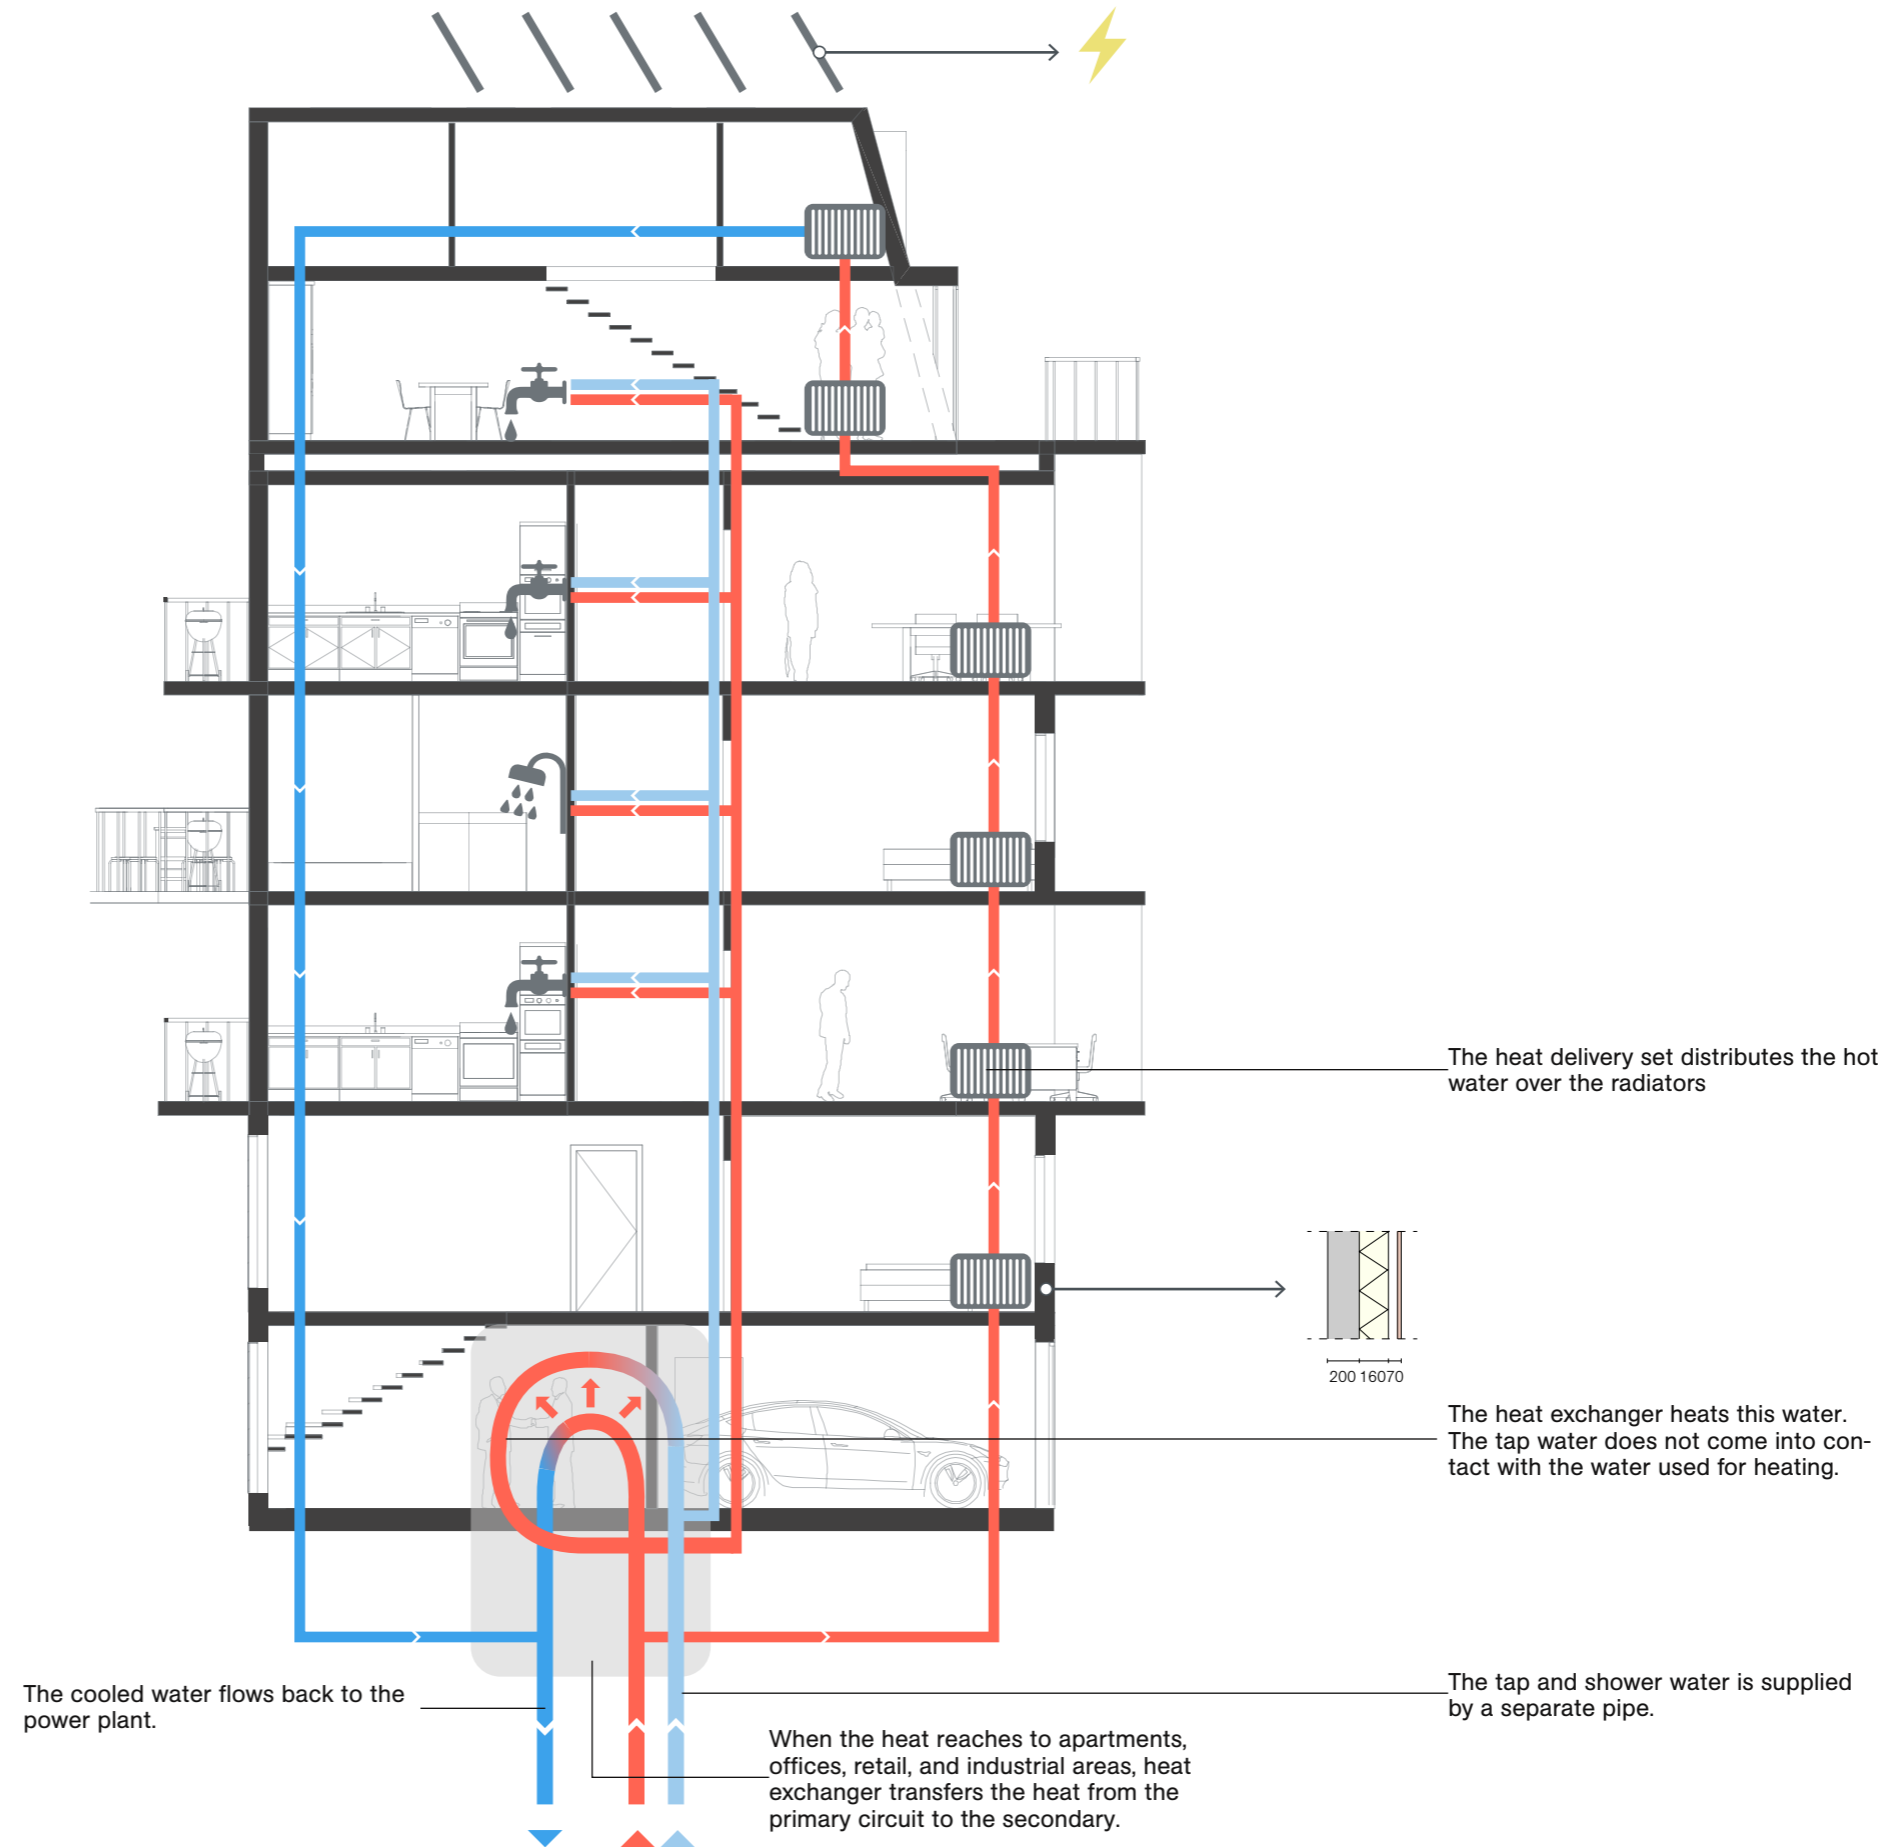 The heat delivery set distributes the hot
water over the radiators
200 16070
The heat exchanger heats this water.
The tap water does not come into con-
tact with the water used for heating.
The tap and shower water is supplied
by a separate pipe.
The cooled water flows back to the
power plant.
When the heat reaches to apartments,
offices, retail, and industrial areas, heat
exchanger transfers the heat from the
primary circuit to the secondary.